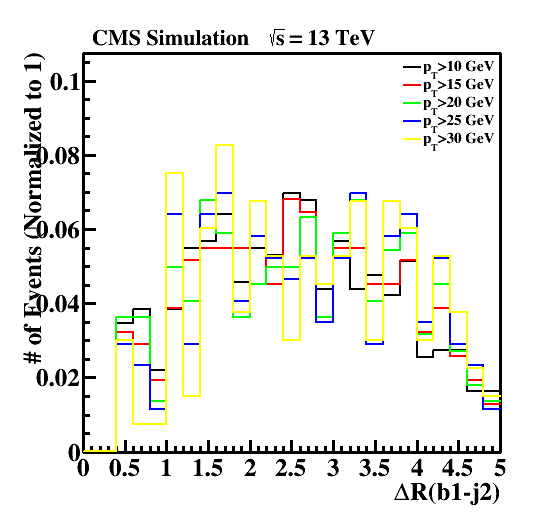 CMS Simulation √s = 13 TeV
# of Events (Normalized to 1)
0.1
0.08
0.06
0.04
0.02
0
p_T>10 GeV
p_T>15 GeV
p_T>20 GeV
p_T>25 GeV
p_T>30 GeV
0 0.5 1 1.5 2 2.5 3 3.5 4 4.5 5
ΔR(b1-j2)